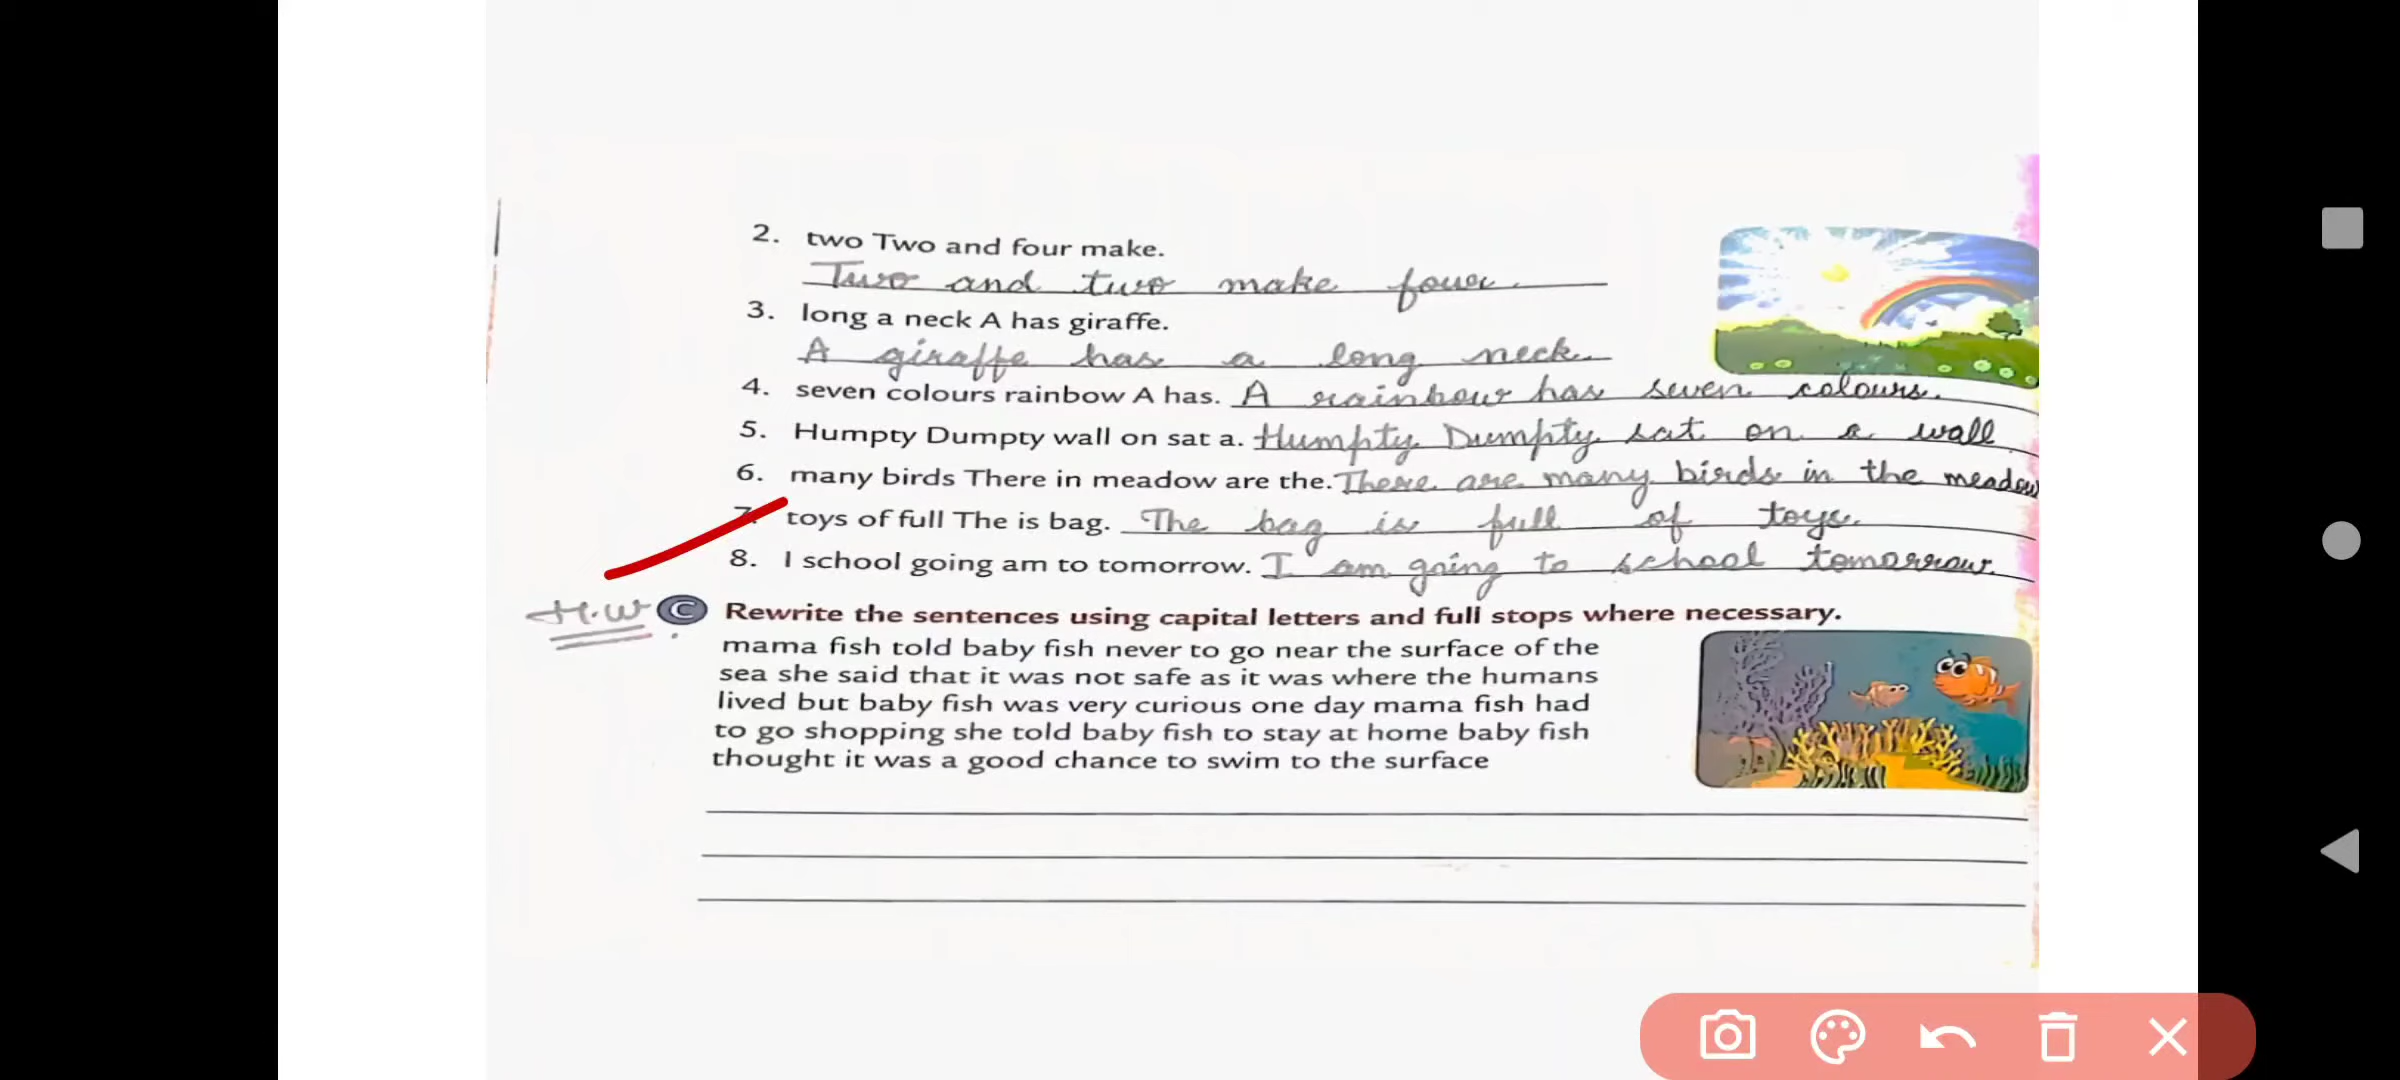 2. two Two and four make.
Two and two make four.
3. long a neck A has giraffe.
A giraffe has a long neck.
4. seven colours rainbow A has. A rainbow has seven colours.
5. Humpty Dumpty wall on sat a. Humpty Dumpty sat on a wall
6. many birds There in meadow are the. There are many birds in the meadow
7. toys of full The is bag. The bag is full of toys.
8. I school going am to tomorrow. I am going to school tomorrow.
H.W C Rewrite the sentences using capital letters and full stops where necessary.
mama fish told baby fish never to go near the surface of the
sea she said that it was not safe as it was where the humans
lived but baby fish was very curious one day mama fish had
to go shopping she told baby fish to stay at home baby fish
thought it was a good chance to swim to the surface